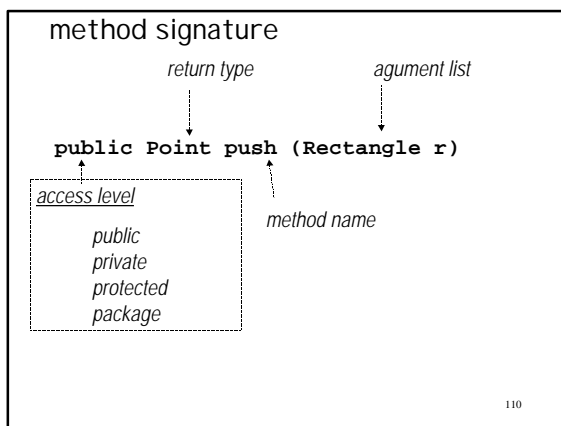 method signature
return type agument list
public Point push (Rectangle r)
access level
method name
public
private
protected
package
110